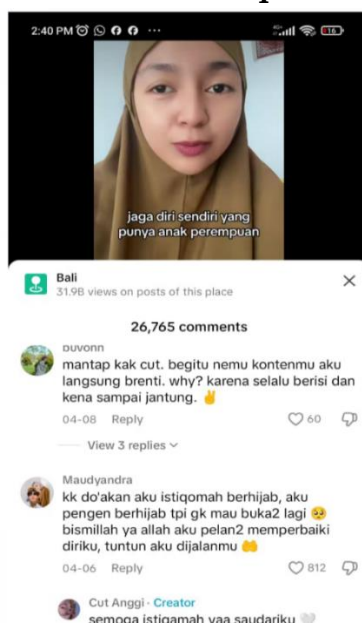 2:40 PM
16
jaga diri sendiri yang
punya anak perempuan
Bali
31.9B views on posts of this place
26,765 comments
buvonn
mantap kak cut. begitu nemu kontenmu aku
langsung brenti. why? karena selalu berisi dan
kena sampai jantung. ✌
04-08 Reply 60
View 3 replies
Maudyandra
kk do'akan aku istiqomah berhijab, aku
pengen berhijab tpi gk mau buka2 lagi 🥺
bismillah ya allah aku pelan2 memperbaiki
diriku, tuntun aku dijalanmu 🤲
04-06 Reply 812
Cut Anggi · Creator
semoga istiqamah yaa saudariku 🤍